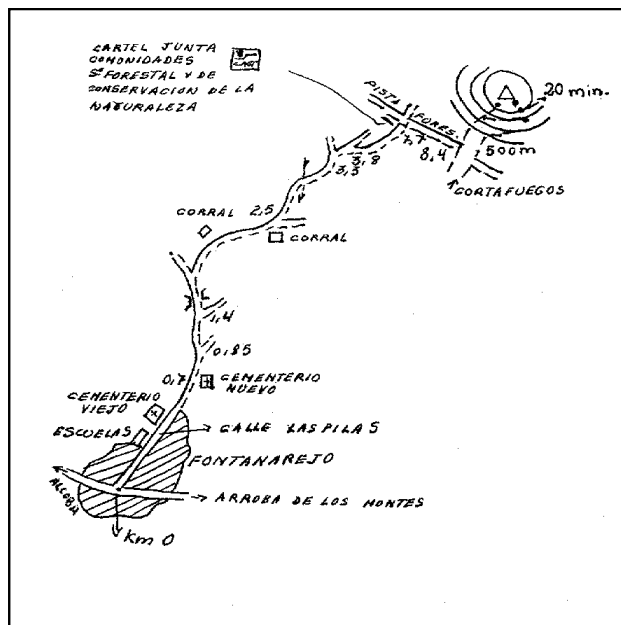 CARTEL JUNTA
COMONIDADES
Sº FORESTAL Y DE
CONSERVACION DE LA
NATURALEZA
PISTA FORES.
20 min.
7,7
8,4
500m
CORTAFUEGOS
3,8
3,3
2,5
CORRAL
CORRAL
1,4
0,85
0,7
CEMENTERIO
NUEVO
CEMENTERIO
VIEJO
ESCUELAS
CALLE LAS PILAS
FONTANAREJO
ALCOBA
ARROBA DE LOS MONTES
Km 0